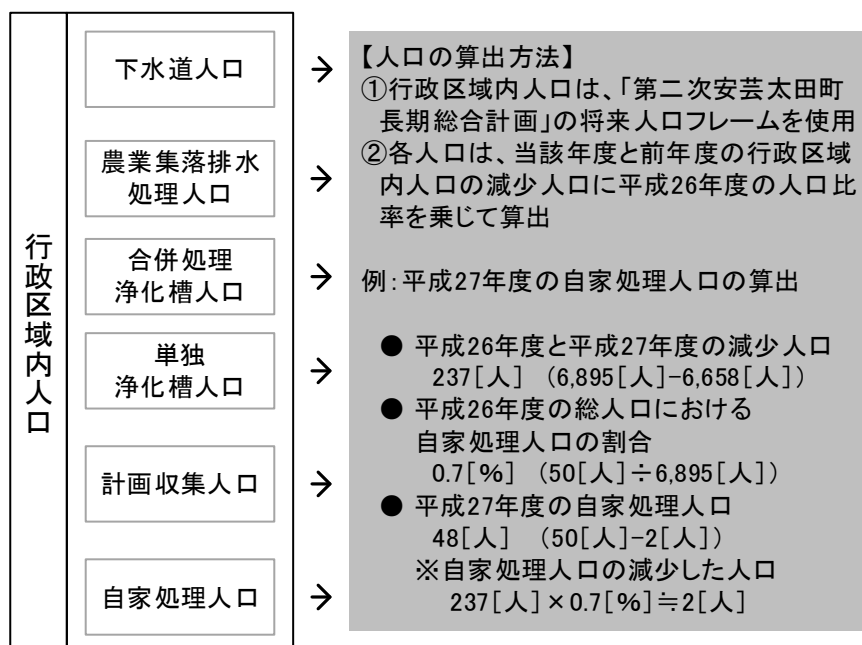 行政区域内人口
下水道人口
農業集落排水
処理人口
合併処理
浄化槽人口
単独
浄化槽人口
計画収集人口
自家処理人口
→
→
→
→
→
→
【人口の算出方法】
①行政区域内人口は、「第二次安芸太田町
長期総合計画」の将来人口フレームを使用
②各人口は、当該年度と前年度の行政区域
内人口の減少人口に平成26年度の人口比
率を乗じて算出
例:平成27年度の自家処理人口の算出
● 平成26年度と平成27年度の減少人口
237[人] (6,895[人]-6,658[人])
● 平成26年度の総人口における
自家処理人口の割合
0.7[%] (50[人]÷6,895[人])
● 平成27年度の自家処理人口
48[人] (50[人]-2[人])
※自家処理人口の減少した人口
237[人]×0.7[%]≒2[人]